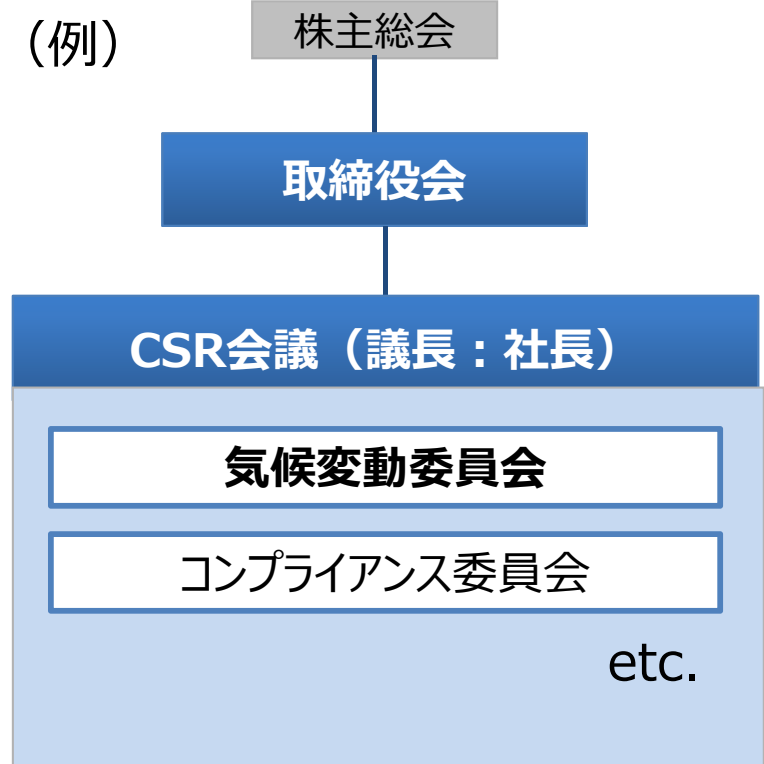 （例）
株主総会
取締役会
CSR会議（議長：社長）
気候変動委員会
コンプライアンス委員会
etc.